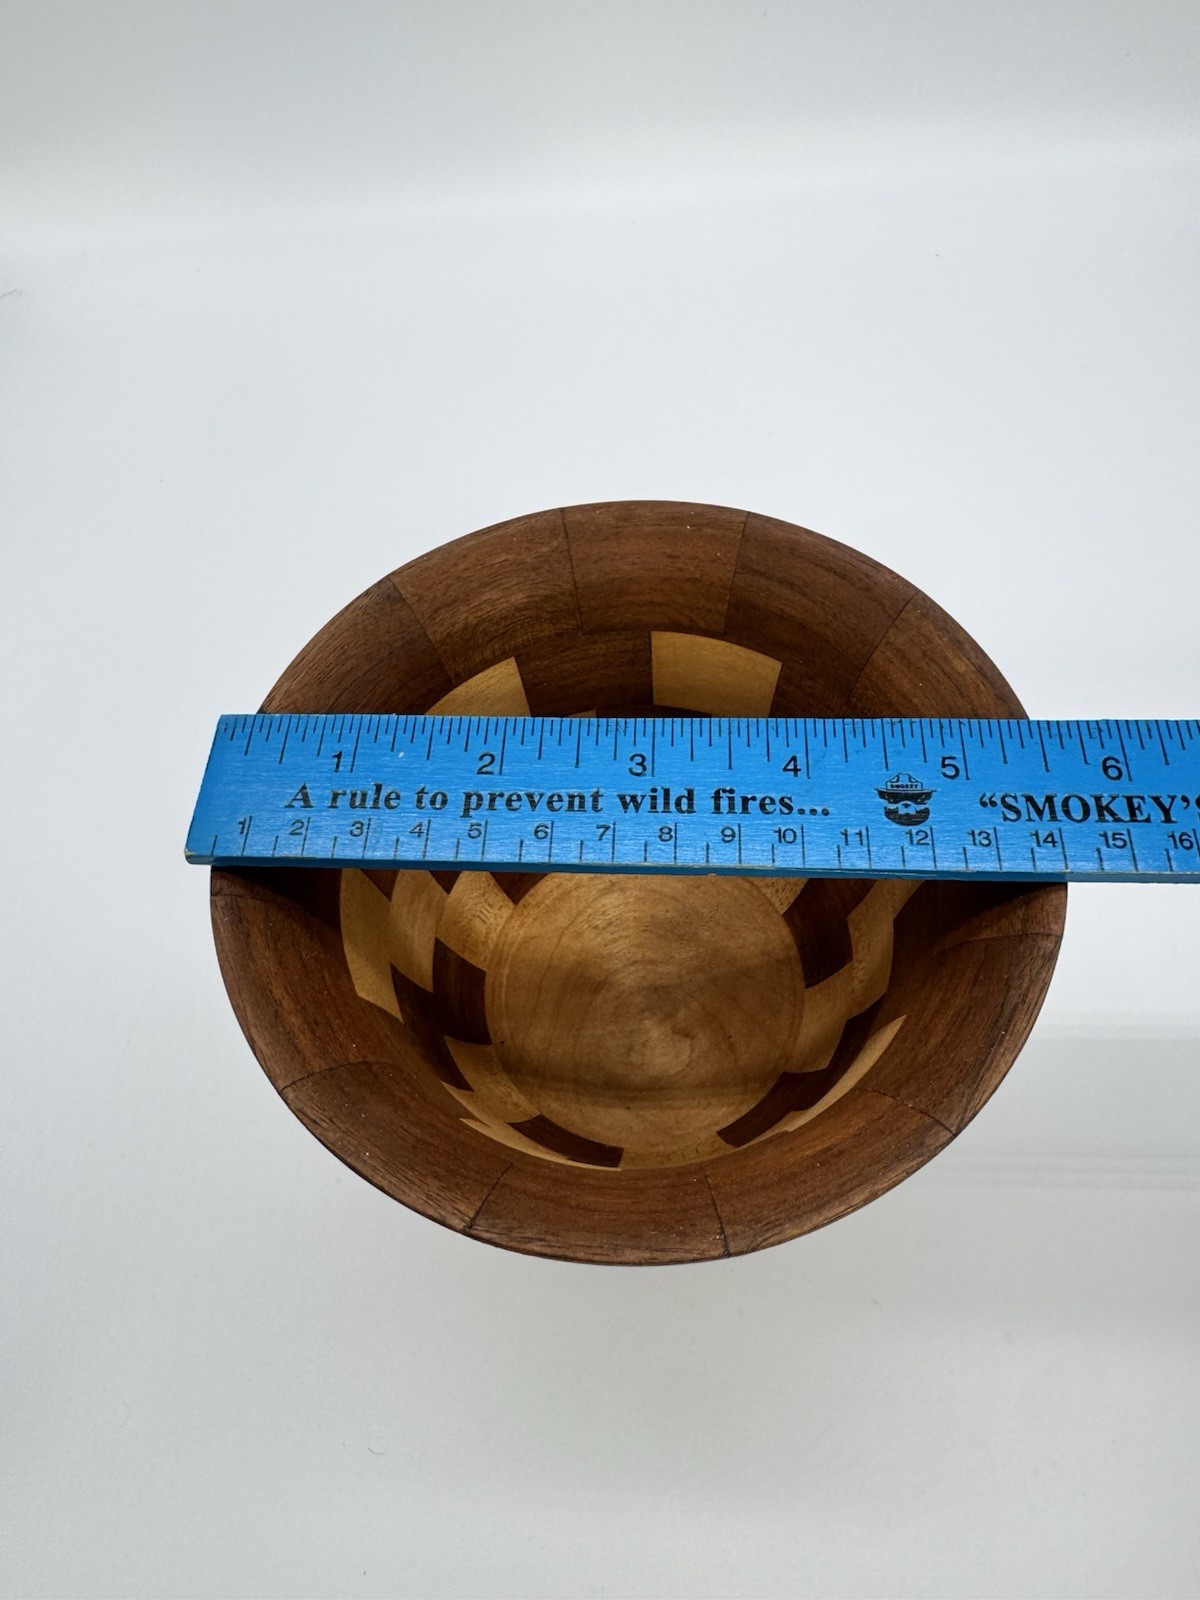 1 2 3 4 5 6
A rule to prevent wild fires... SMOKEY “SMOKEY’S
1 2 3 4 5 6 7 8 9 10 11 12 13 14 15 16